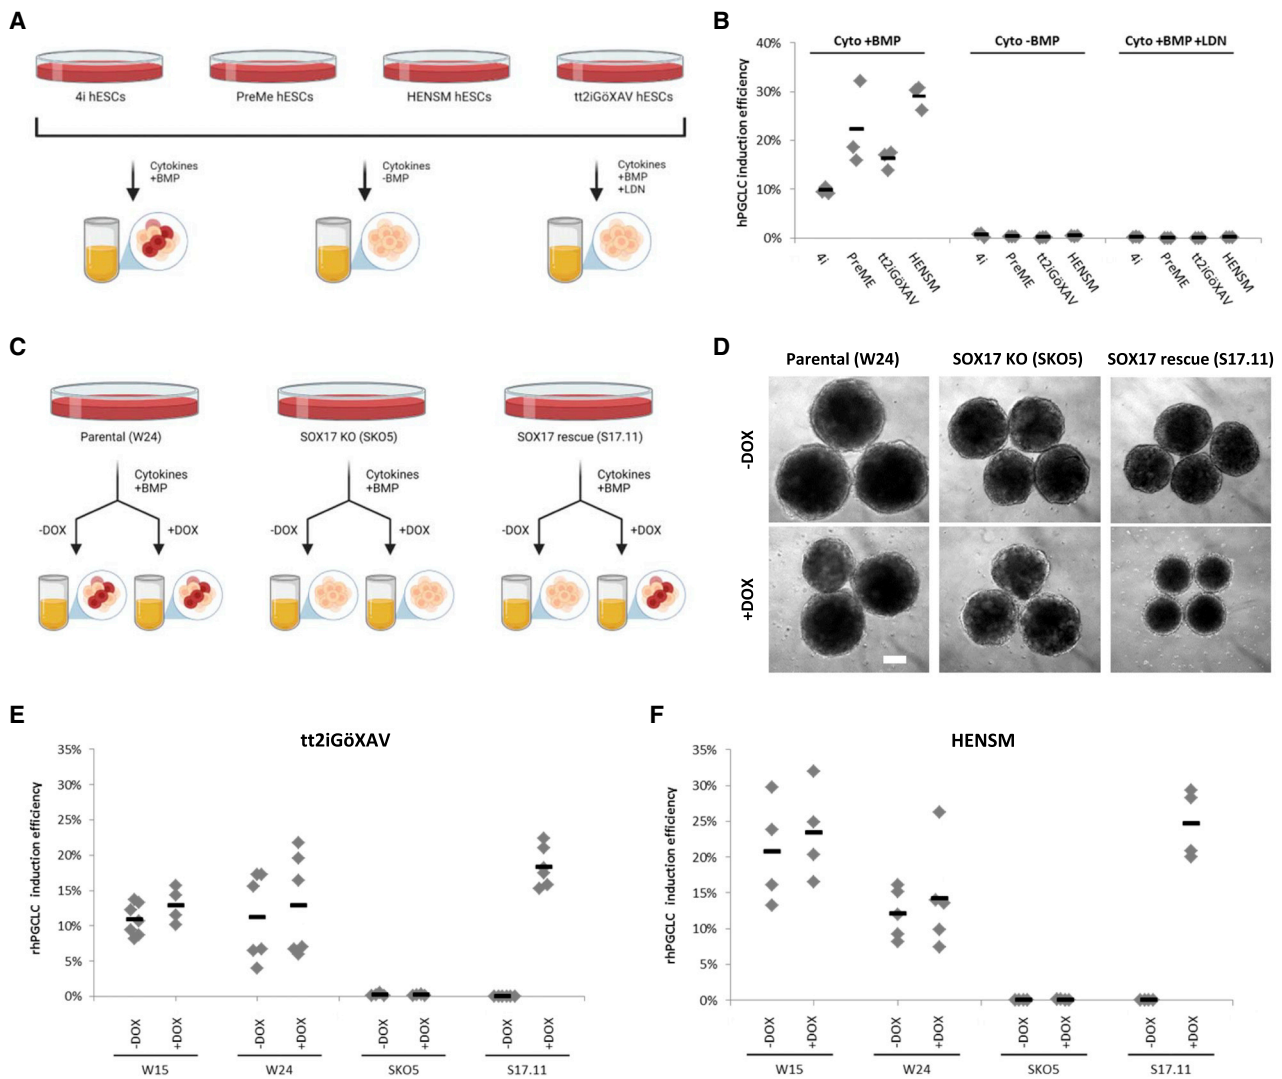 A
4i hESCs
PreMe hESCs
HENSM hESCs
tt2iGöXAV hESCs
Cytokines
+BMP
Cytokines
-BMP
Cytokines
+BMP
+LDN
B
hPGCLC induction efficiency
40%
30%
20%
10%
0%
Cyto +BMP
Cyto -BMP
Cyto +BMP +LDN
4i
PreME
tt2iGöXAV
HENSM
4i
PreME
tt2iGöXAV
HENSM
4i
PreME
tt2iGöXAV
HENSM
C
Parental (W24)
SOX17 KO (SKO5)
SOX17 rescue (S17.11)
Cytokines
+BMP
Cytokines
+BMP
Cytokines
+BMP
-DOX
+DOX
-DOX
+DOX
-DOX
+DOX
D
Parental (W24)
SOX17 KO (SKO5)
SOX17 rescue (S17.11)
-DOX
+DOX
E
tt2iGöXAV
rhPGCLC induction efficiency
35%
30%
25%
20%
15%
10%
5%
0%
-DOX
+DOX
-DOX
+DOX
-DOX
+DOX
-DOX
+DOX
W15
W24
SKO5
S17.11
F
HENSM
rhPGCLC induction efficiency
35%
30%
25%
20%
15%
10%
5%
0%
-DOX
+DOX
-DOX
+DOX
-DOX
+DOX
-DOX
+DOX
W15
W24
SKO5
S17.11